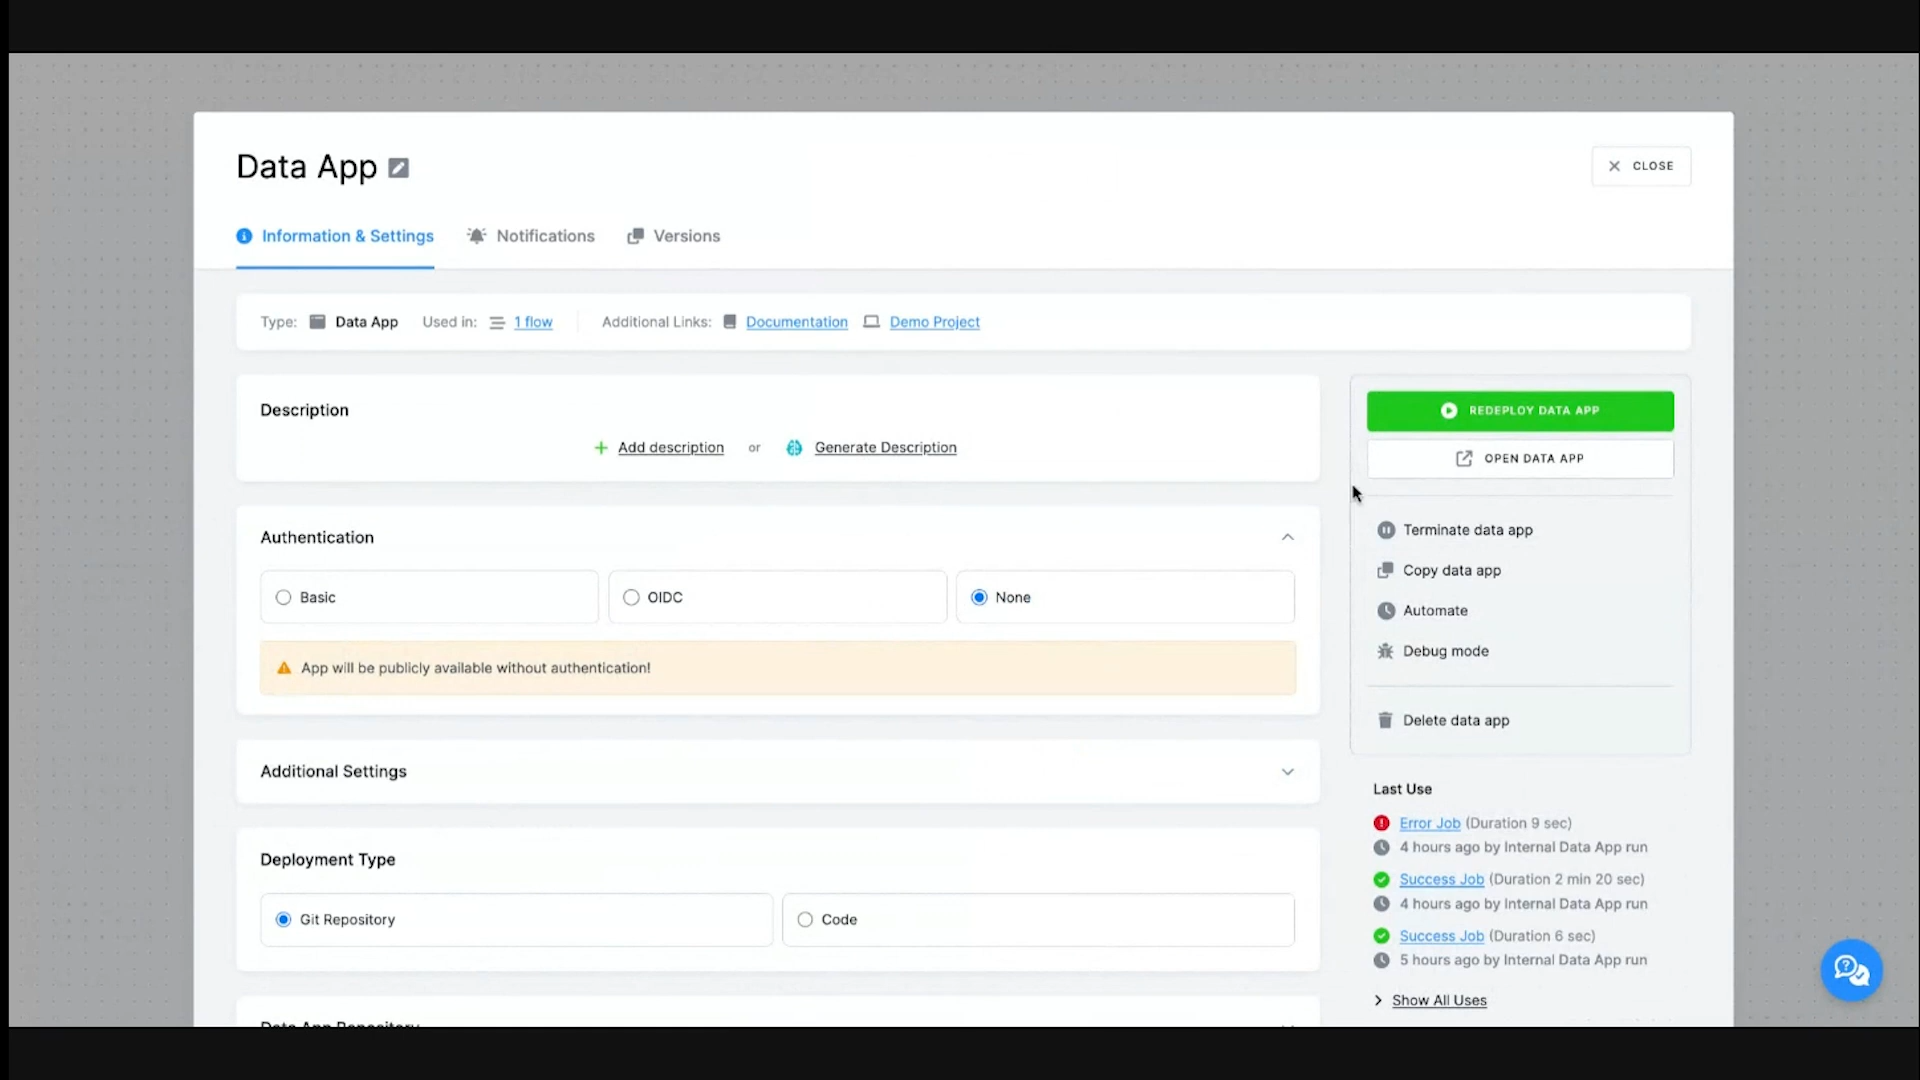 Data App
CLOSE
Information & Settings
Notifications
Versions
Type: Data App Used in: 1 flow Additional Links: Documentation Demo Project
Description
Add description or Generate Description
REDEPLOY DATA APP
OPEN DATA APP
Authentication
Basic
OIDC
None
App will be publicly available without authentication!
Terminate data app
Copy data app
Automate
Debug mode
Delete data app
Additional Settings
Deployment Type
Git Repository
Code
Last Use
Error Job (Duration 9 sec)
4 hours ago by Internal Data App run
Success Job (Duration 2 min 20 sec)
4 hours ago by Internal Data App run
Success Job (Duration 6 sec)
5 hours ago by Internal Data App run
Show All Uses
Data App Repository